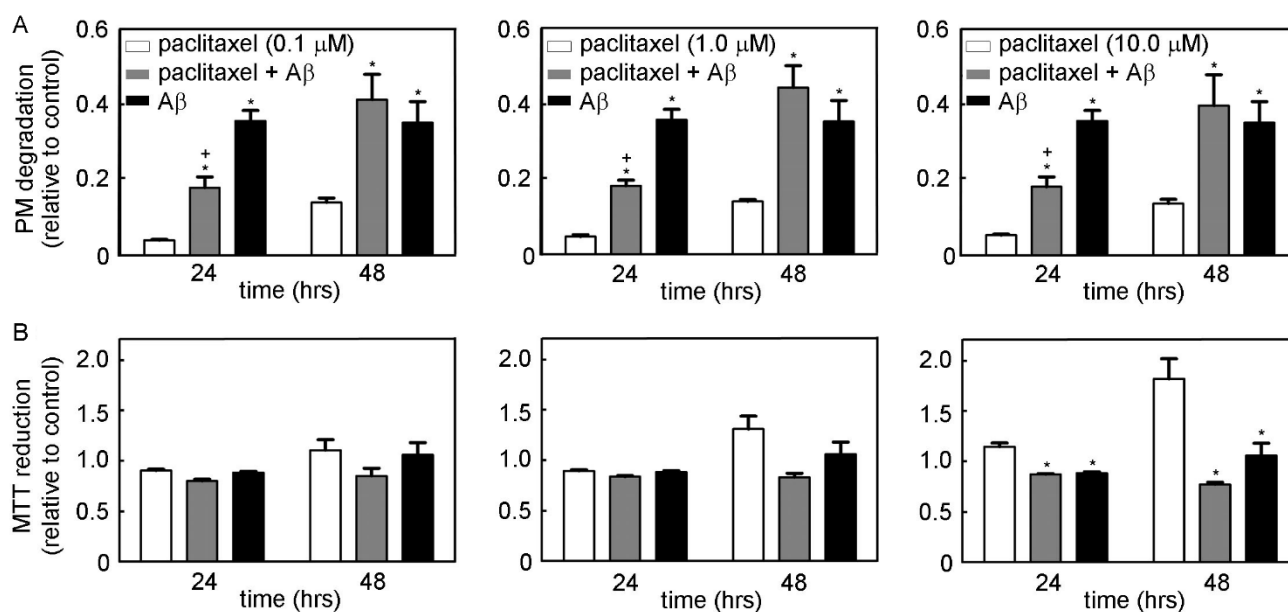 A
PM degradation
(relative to control)
0.6
0.4
0.2
0
paclitaxel (0.1 μM)
paclitaxel + Aβ
Aβ
+
*
*
*
*
24
48
time (hrs)
0.6
0.4
0.2
0
paclitaxel (1.0 μM)
paclitaxel + Aβ
Aβ
+
*
*
*
*
24
48
time (hrs)
0.6
0.4
0.2
0
paclitaxel (10.0 μM)
paclitaxel + Aβ
Aβ
+
*
*
*
*
24
48
time (hrs)
B
MTT reduction
(relative to control)
2.0
1.5
1.0
0.5
0
24
48
time (hrs)
2.0
1.5
1.0
0.5
0
24
48
time (hrs)
2.0
1.5
1.0
0.5
0
*
*
*
*
24
48
time (hrs)